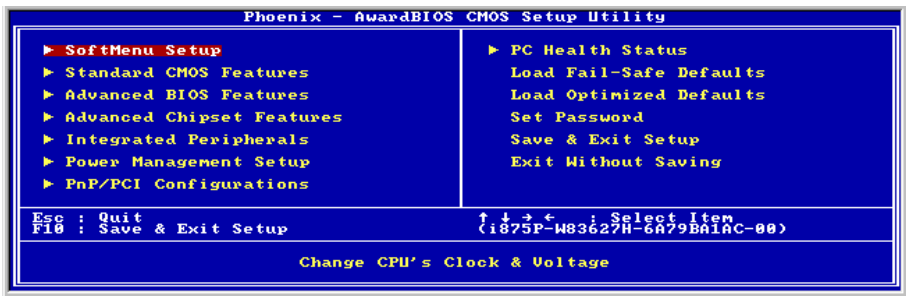 Phoenix - AwardBIOS CMOS Setup Utility
▶ SoftMenu Setup
▶ Standard CMOS Features
▶ Advanced BIOS Features
▶ Advanced Chipset Features
▶ Integrated Peripherals
▶ Power Management Setup
▶ PnP/PCI Configurations
▶ PC Health Status
Load Fail-Safe Defaults
Load Optimized Defaults
Set Password
Save & Exit Setup
Exit Without Saving
Esc : Quit
F10 : Save & Exit Setup
↑ ↓ → ← : Select Item
(i875P-W83627H-6A79BA1AC-00)
Change CPU's Clock & Voltage